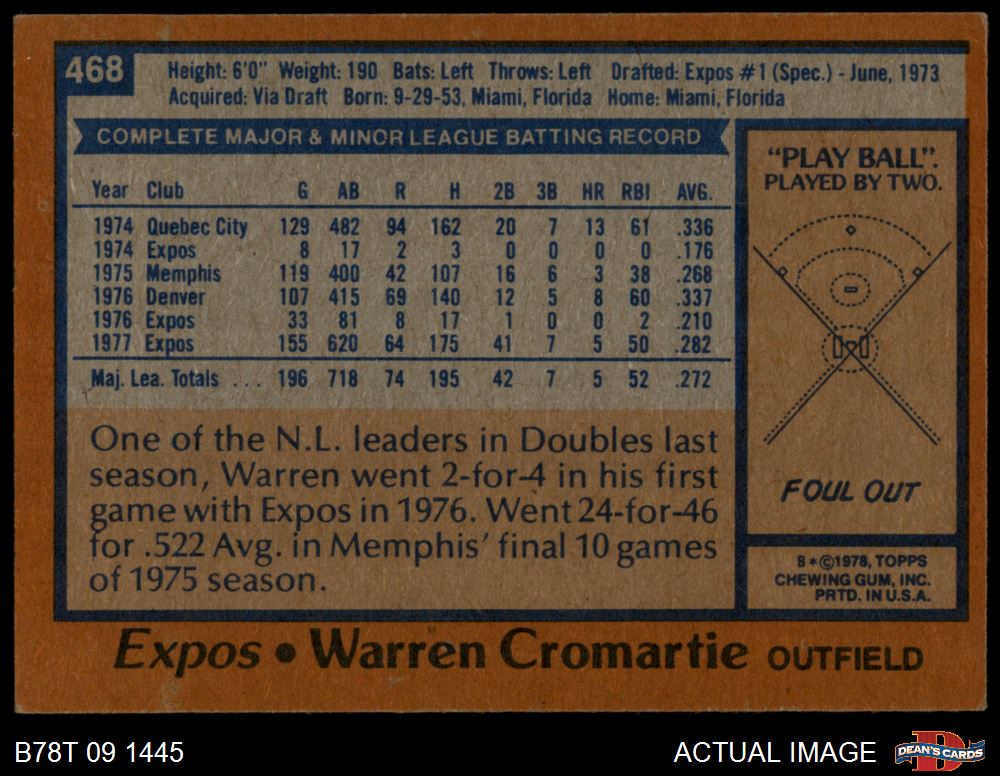 468
Height: 6'0" Weight: 190 Bats: Left Throws: Left Drafted: Expos #1 (Spec.) - June, 1973
Acquired: Via Draft Born: 9-29-53, Miami, Florida Home: Miami, Florida
COMPLETE MAJOR & MINOR LEAGUE BATTING RECORD
Year Club G AB R H 2B 3B HR RBI AVG.
1974 Quebec City 129 482 94 162 20 7 13 61 .336
1974 Expos 8 17 2 3 0 0 0 0 .176
1975 Memphis 119 400 42 107 16 6 3 38 .268
1976 Denver 107 415 69 140 12 5 8 60 .337
1976 Expos 33 81 8 17 1 0 0 2 .210
1977 Expos 155 620 64 175 41 7 5 50 .282
Maj. Lea. Totals ... 196 718 74 195 42 7 5 52 .272
One of the N.L. leaders in Doubles last
season, Warren went 2-for-4 in his first
game with Expos in 1976. Went 24-for-46
for .522 Avg. in Memphis' final 10 games
of 1975 season.
"PLAY BALL".
PLAYED BY TWO.
FOUL OUT
B*©1978, TOPPS
CHEWING GUM, INC.
PRTD. IN U.S.A.
Expos • Warren Cromartie OUTFIELD
B78T 09 1445
ACTUAL IMAGE
DEAN'S CARDS